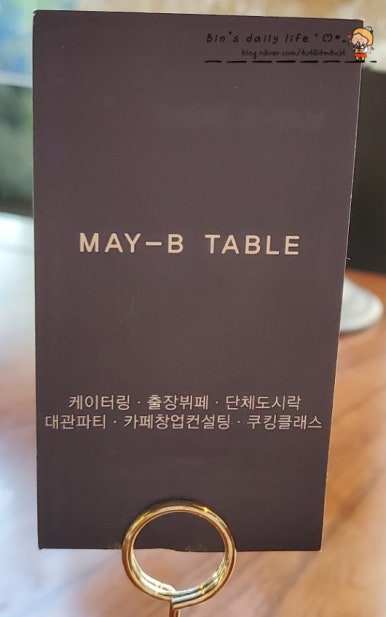 Bin's daily life
MAY-B TABLE
케이터링 · 출장뷔페 · 단체도시락
대관파티 · 카페창업컨설팅 · 쿠킹클래스